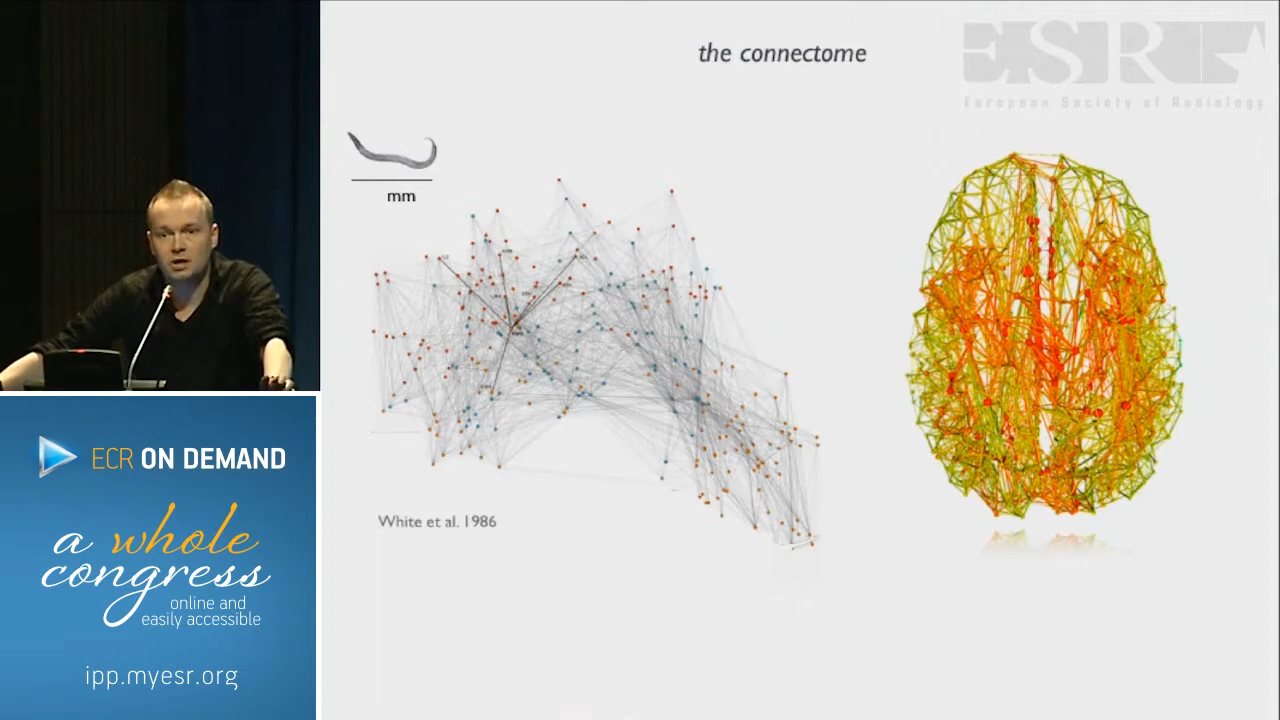 the connectome
ESR
European Society of Radiology
mm
White et al. 1986
ECR ON DEMAND
a whole
congress
online and
easily accessible
ipp.myesr.org